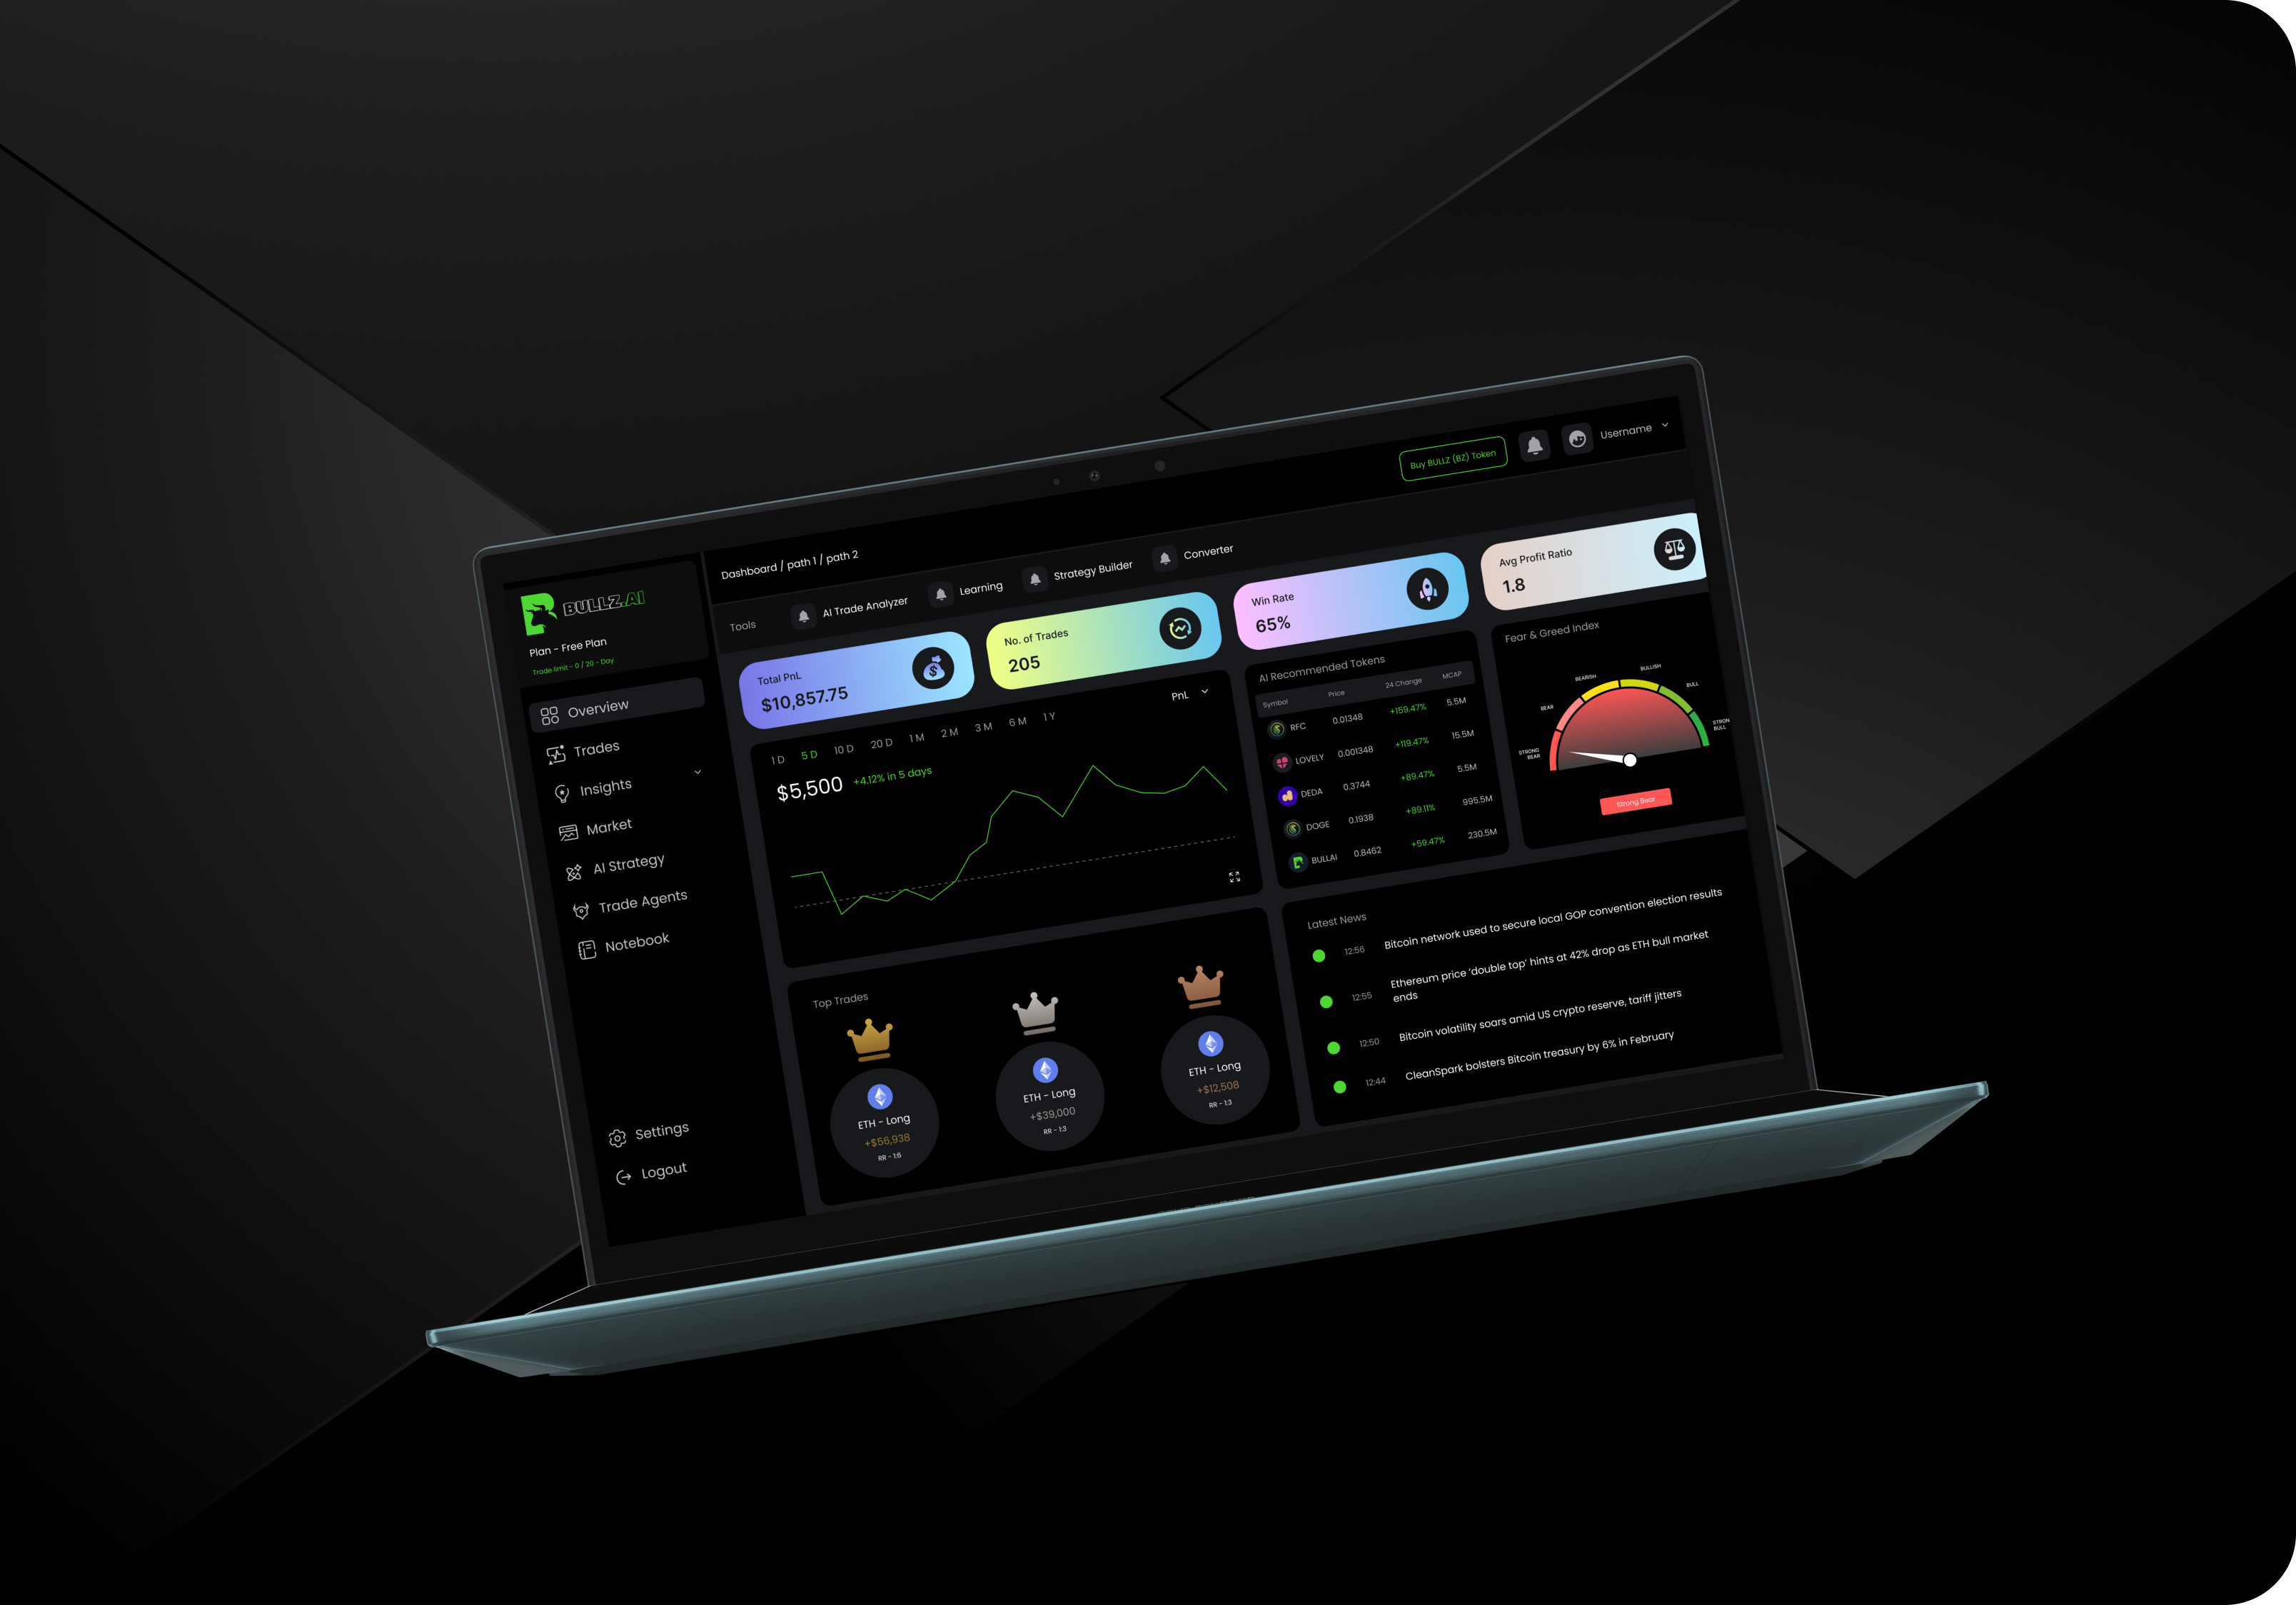 Buy BULLZ (BZ) Token
Username
BULLZ.AI
Plan - Free Plan
Trade limit - 0 / 20 - Day
Dashboard / path 1 / path 2
Tools
AI Trade Analyzer
Learning
Strategy Builder
Converter
Overview
Trades
Insights
Market
AI Strategy
Trade Agents
Notebook
Settings
Logout
Total PnL
$10,857.75
No. of Trades
205
Win Rate
65%
Avg Profit Ratio
1.8
1 D 5 D 10 D 20 D 1 M 2 M 3 M 6 M 1 Y
PnL
$5,500 +4.12% in 5 days
AI Recommended Tokens
Symbol Price 24 Change MCAP
RFC 0.01348 +159.47% 5.5M
LOVELY 0.001348 +119.47% 15.5M
DEDA 0.3744 +89.47% 5.5M
DOGE 0.1938 +89.11% 995.5M
BULLAI 0.8462 +59.47% 230.5M
Fear & Greed Index
STRONG
BEAR
BEAR
BEARISH
BULLISH
BULL
STRON
BULL
Strong Bear
Top Trades
ETH - Long
+$56,938
RR - 1:6
ETH - Long
+$39,000
RR - 1:3
ETH - Long
+$12,508
RR - 1:3
Latest News
12:56 Bitcoin network used to secure local GOP convention election results
12:55 Ethereum price 'double top' hints at 42% drop as ETH bull market
ends
12:50 Bitcoin volatility soars amid US crypto reserve, tariff jitters
12:44 CleanSpark bolsters Bitcoin treasury by 6% in February